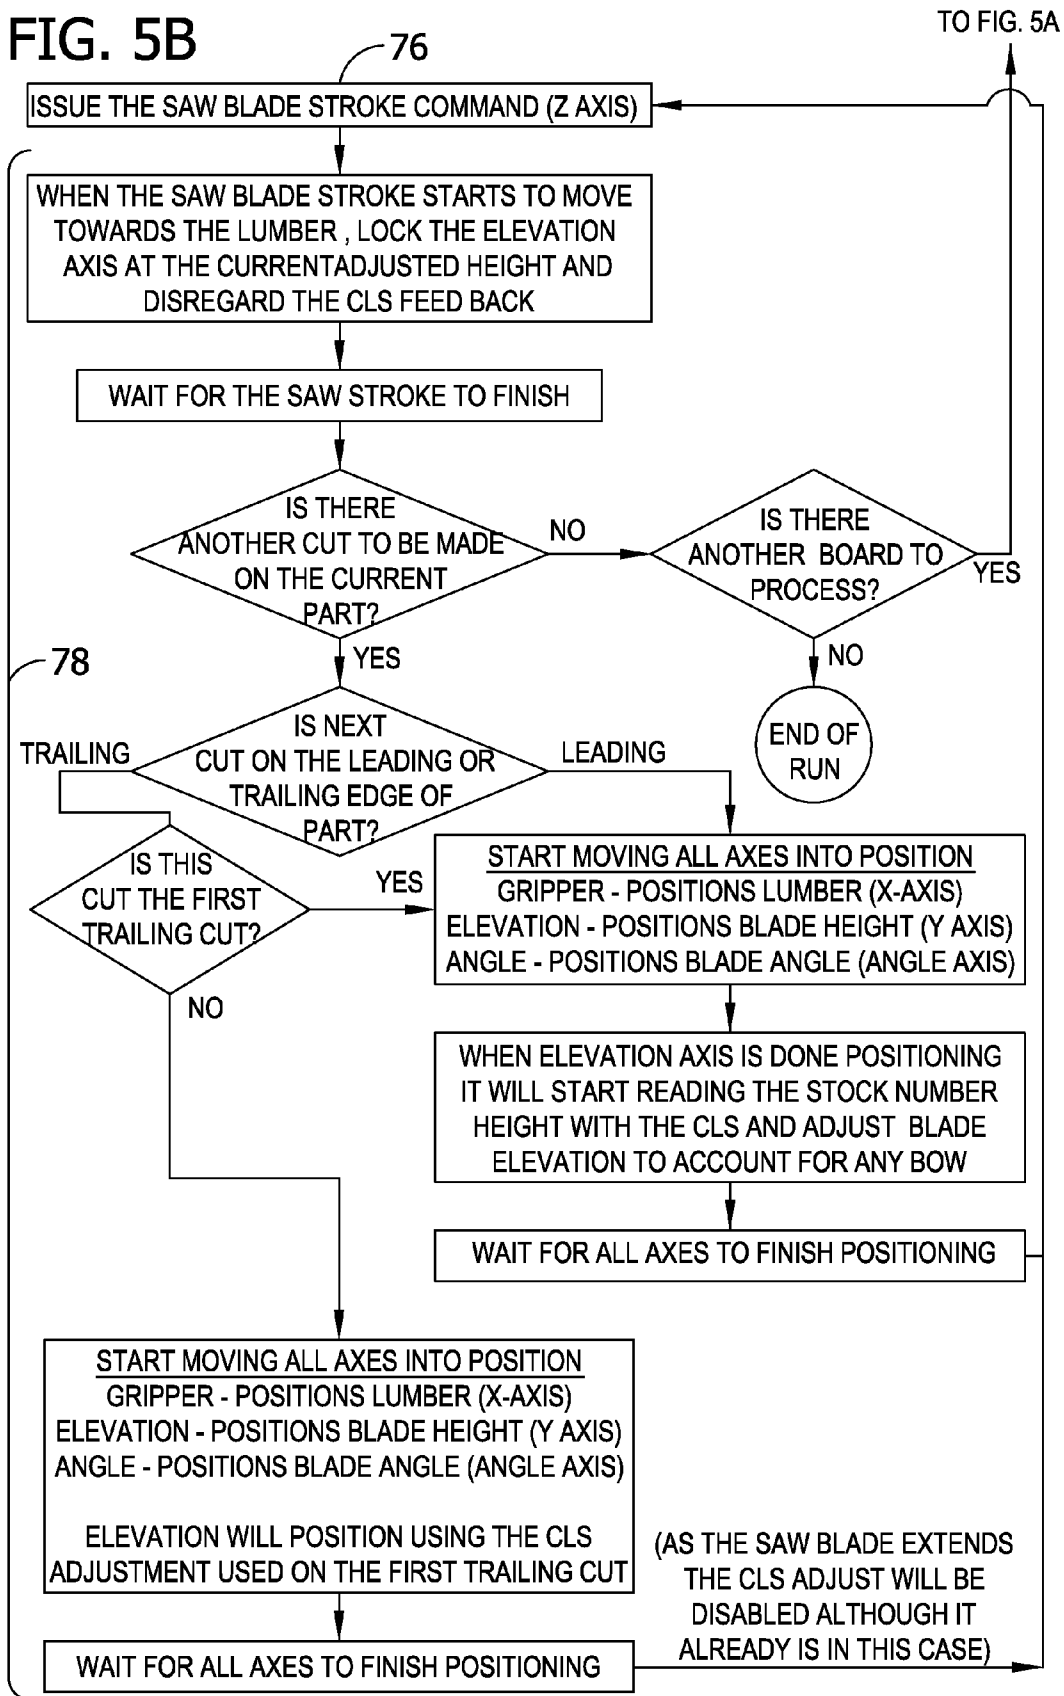 FIG. 5B
TO FIG. 5A
76
ISSUE THE SAW BLADE STROKE COMMAND (Z AXIS)
WHEN THE SAW BLADE STROKE STARTS TO MOVE
TOWARDS THE LUMBER , LOCK THE ELEVATION
AXIS AT THE CURRENTADJUSTED HEIGHT AND
DISREGARD THE CLS FEED BACK
WAIT FOR THE SAW STROKE TO FINISH
IS THERE
ANOTHER CUT TO BE MADE
ON THE CURRENT
PART?
NO
IS THERE
ANOTHER BOARD TO
PROCESS?
YES
YES
NO
78
END OF
RUN
IS NEXT
CUT ON THE LEADING OR
TRAILING EDGE OF
PART?
TRAILING
LEADING
IS THIS
CUT THE FIRST
TRAILING CUT?
YES
NO
START MOVING ALL AXES INTO POSITION
GRIPPER - POSITIONS LUMBER (X-AXIS)
ELEVATION - POSITIONS BLADE HEIGHT (Y AXIS)
ANGLE - POSITIONS BLADE ANGLE (ANGLE AXIS)
WHEN ELEVATION AXIS IS DONE POSITIONING
IT WILL START READING THE STOCK NUMBER
HEIGHT WITH THE CLS AND ADJUST BLADE
ELEVATION TO ACCOUNT FOR ANY BOW
WAIT FOR ALL AXES TO FINISH POSITIONING
START MOVING ALL AXES INTO POSITION
GRIPPER - POSITIONS LUMBER (X-AXIS)
ELEVATION - POSITIONS BLADE HEIGHT (Y AXIS)
ANGLE - POSITIONS BLADE ANGLE (ANGLE AXIS)
ELEVATION WILL POSITION USING THE CLS
ADJUSTMENT USED ON THE FIRST TRAILING CUT
WAIT FOR ALL AXES TO FINISH POSITIONING
(AS THE SAW BLADE EXTENDS
THE CLS ADJUST WILL BE
DISABLED ALTHOUGH IT
ALREADY IS IN THIS CASE)